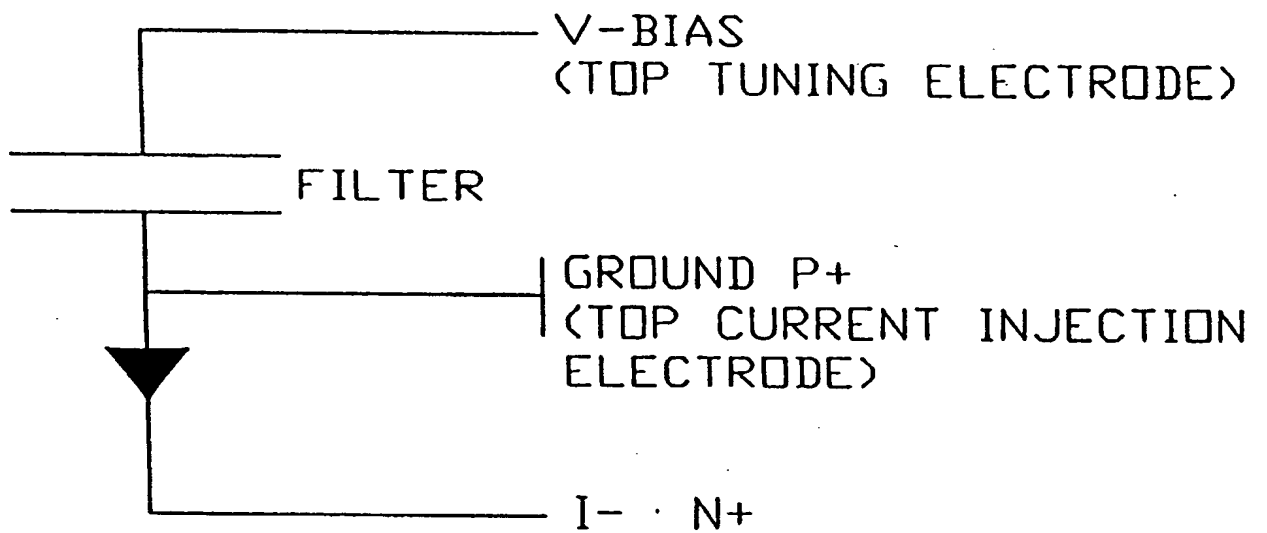 V-BIAS
(TOP TUNING ELECTRODE)
FILTER
GROUND P+
(TOP CURRENT INJECTION
ELECTRODE)
I- N+